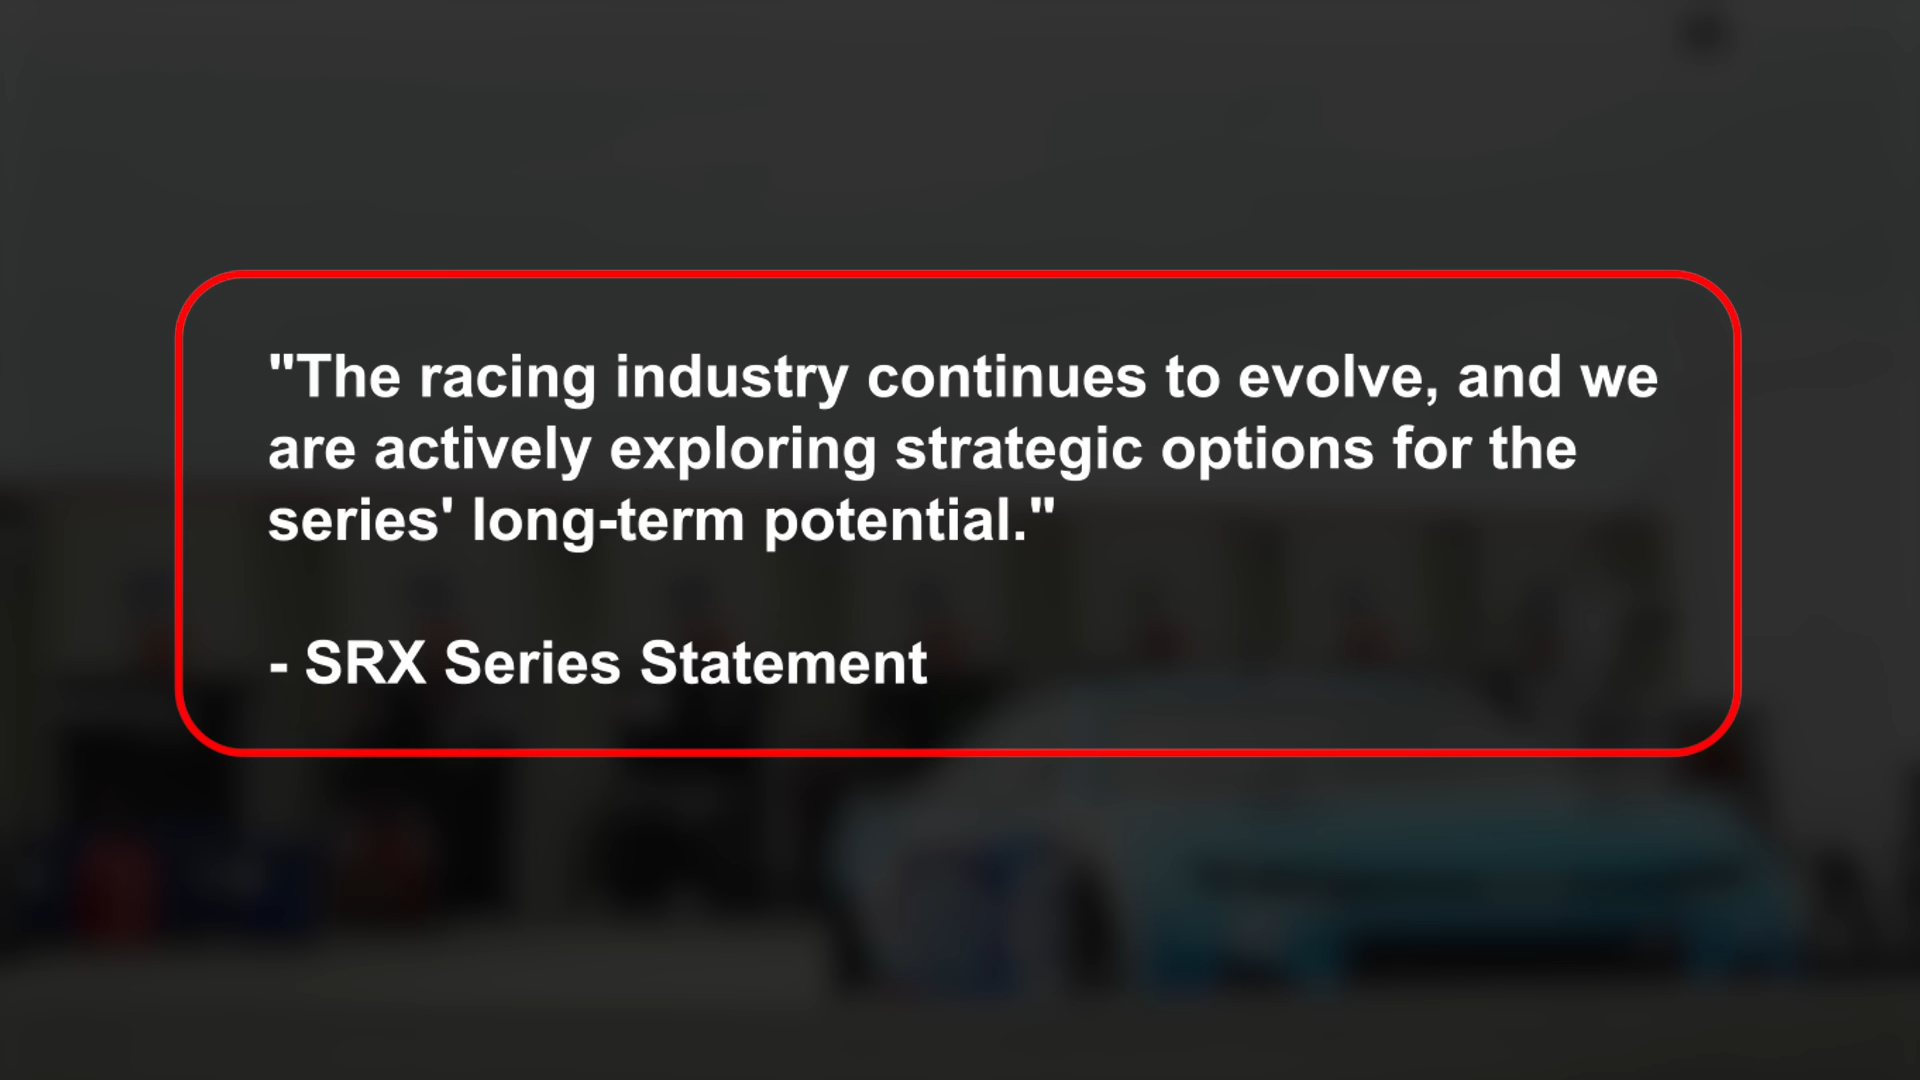 "The racing industry continues to evolve, and we
are actively exploring strategic options for the
series' long-term potential."
- SRX Series Statement